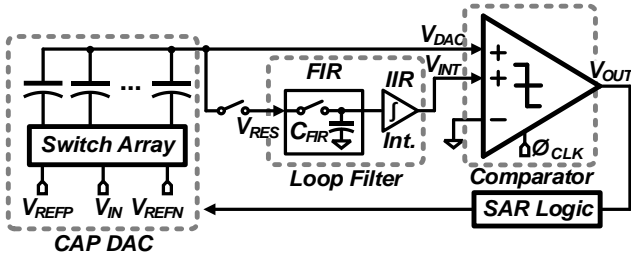 V_DAC
V_OUT
FIR
IIR
V_INT
+
+
−
...
V_RES
C_FIR
∫
Int.
Switch Array
Loop Filter
Ø_CLK
Comparator
V_REFP V_IN V_REFN
SAR Logic
CAP DAC